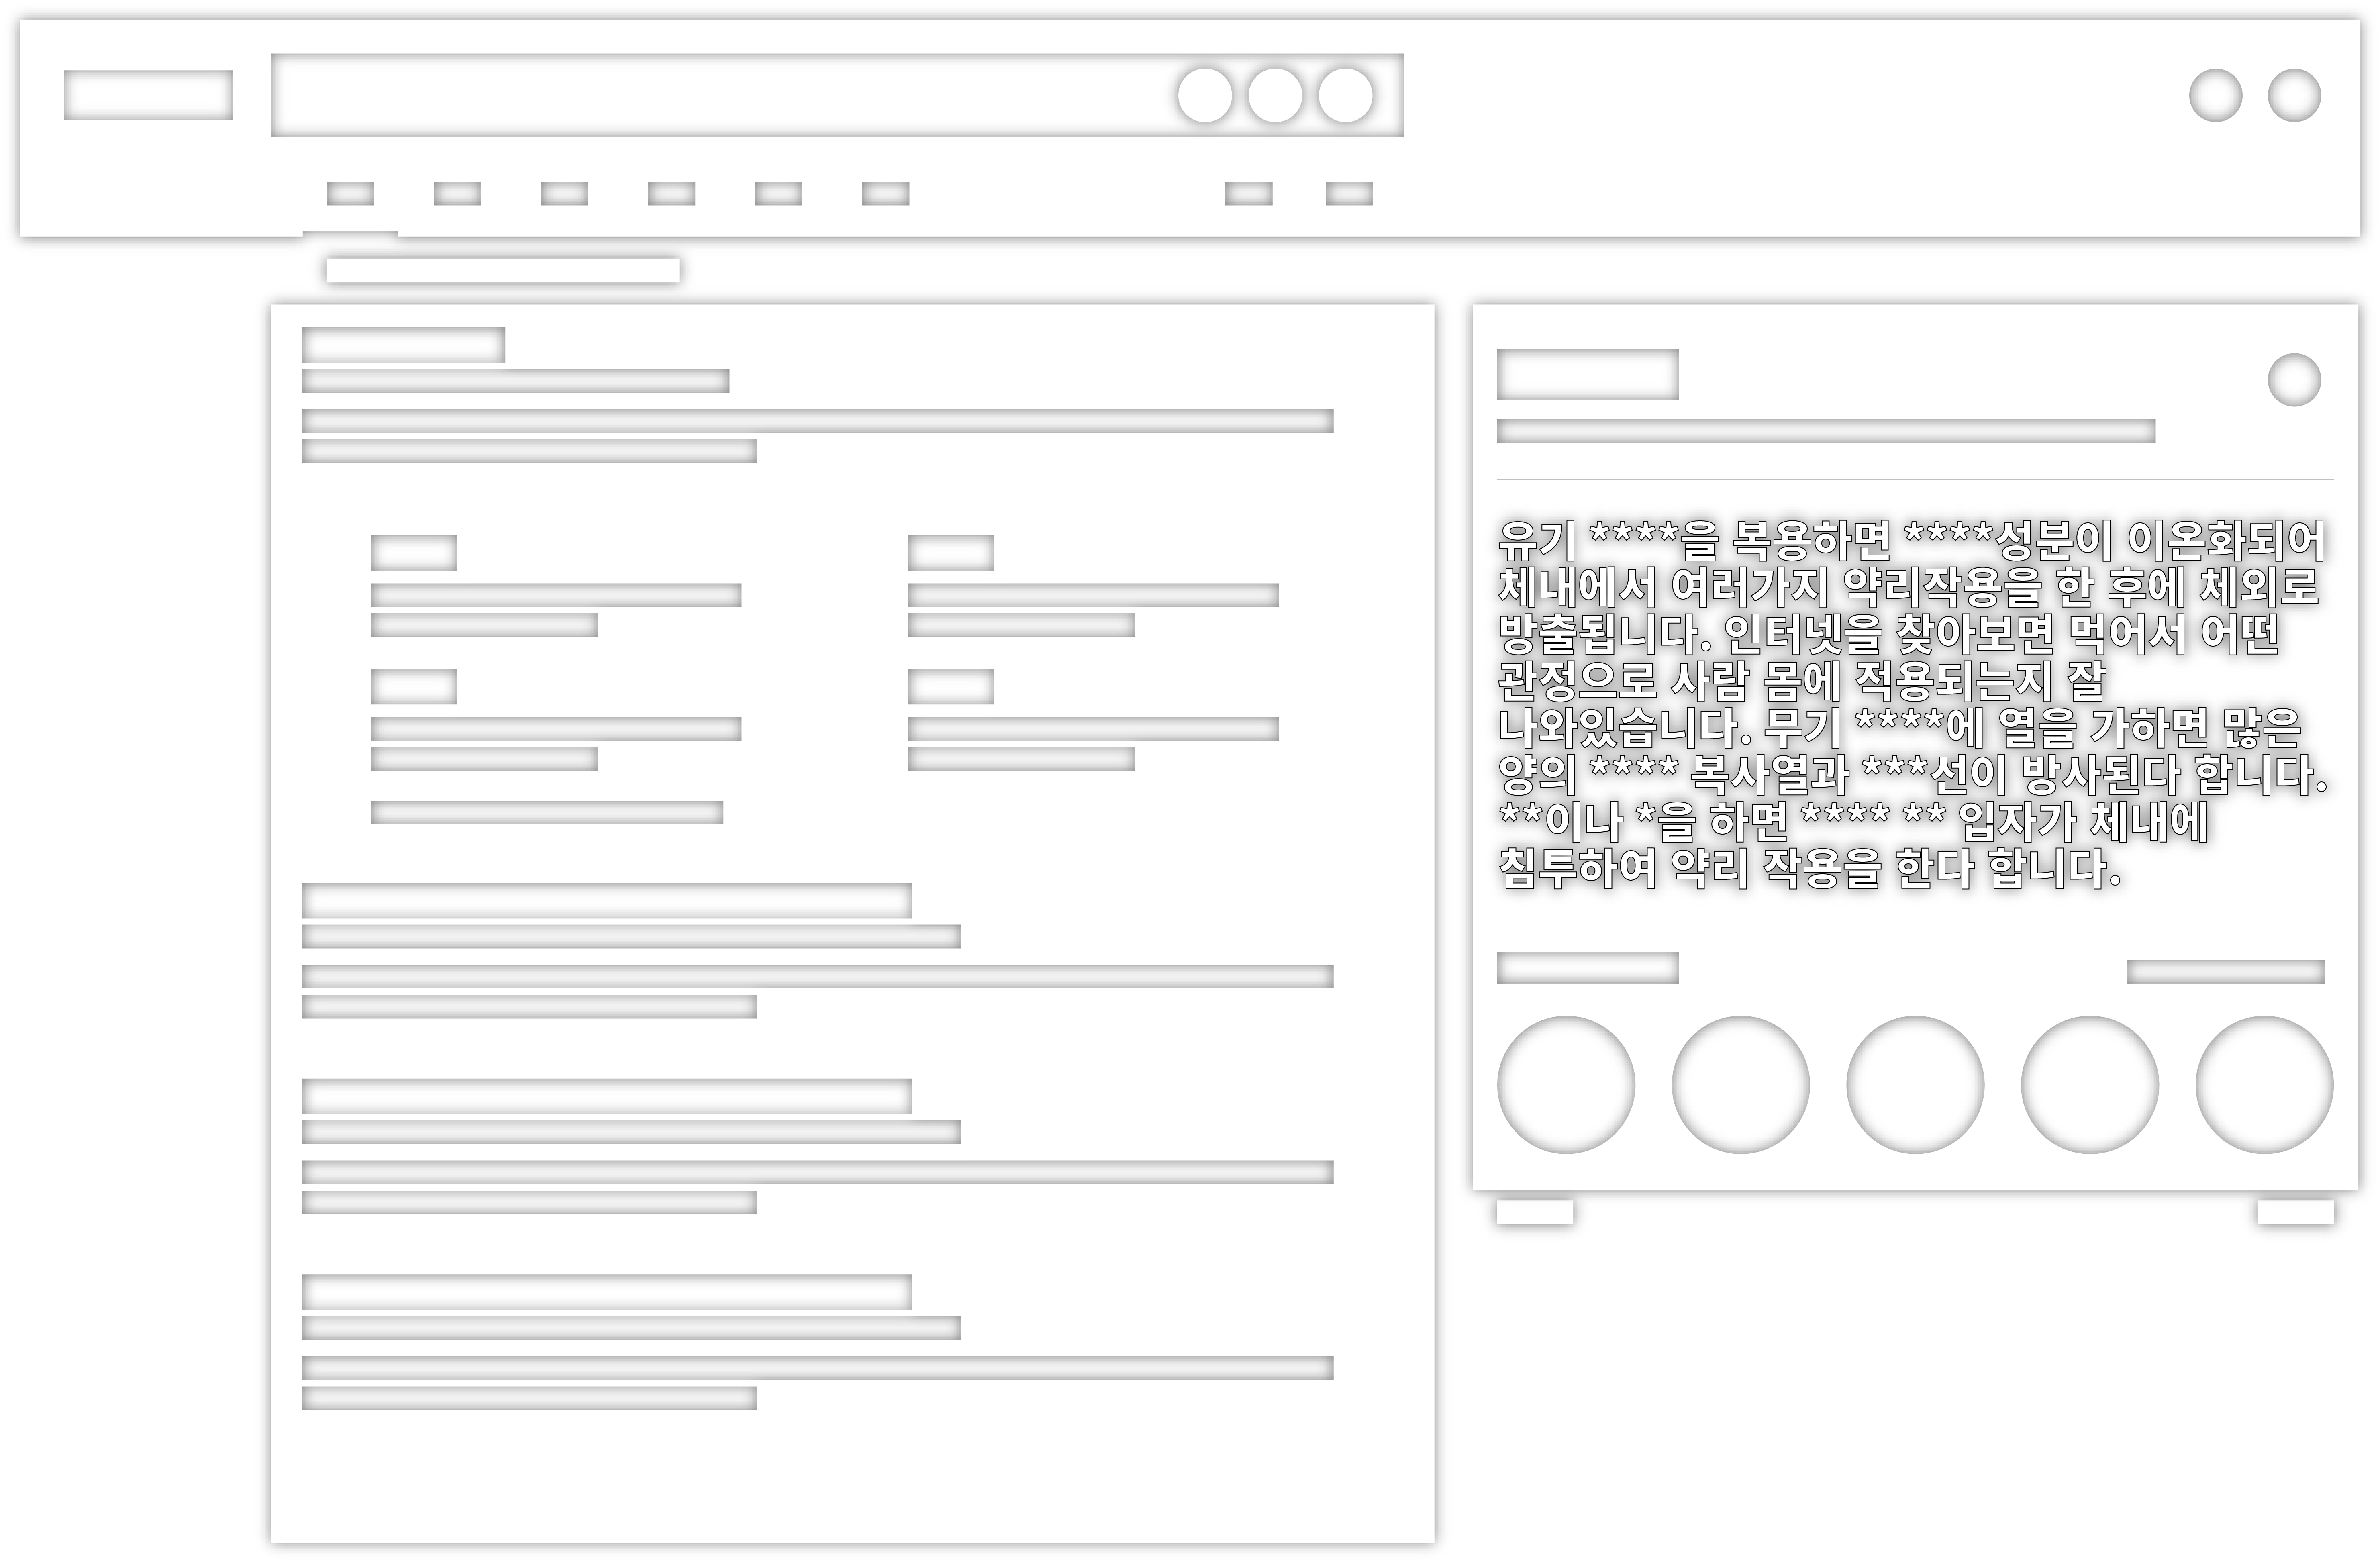 유기 ****을 복용하면 ****성분이 이온화되어
체내에서 여러가지 약리작용을 한 후에 체외로
방출됩니다. 인터넷을 찾아보면 먹어서 어떤
관정으로 사람 몸에 적용되는지 잘
나와있습니다. 무기 ****에 열을 가하면 많은
양의 **** 복사열과 ***선이 방사된다 합니다.
**이나 *을 하면 **** ** 입자가 체내에
침투하여 약리 작용을 한다 합니다.